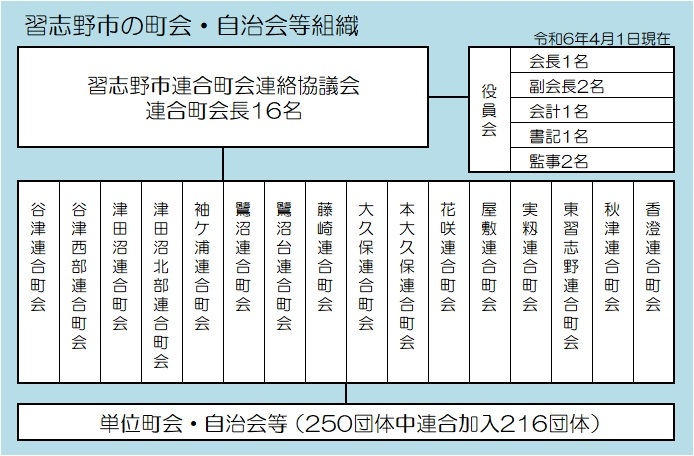 習志野市の町会・自治会等組織
令和6年4月1日現在
習志野市連合町会連絡協議会
連合町会長16名
役員会
会長1名
副会長2名
会計1名
書記1名
監事2名
谷津連合町会
谷津西部連合町会
津田沼連合町会
津田沼北部連合町会
袖ケ浦連合町会
鷺沼連合町会
鷺沼台連合町会
藤崎連合町会
大久保連合町会
本大久保連合町会
花咲連合町会
屋敷連合町会
実籾連合町会
東習志野連合町会
秋津連合町会
香澄連合町会
単位町会・自治会等（250団体中連合加入216団体）